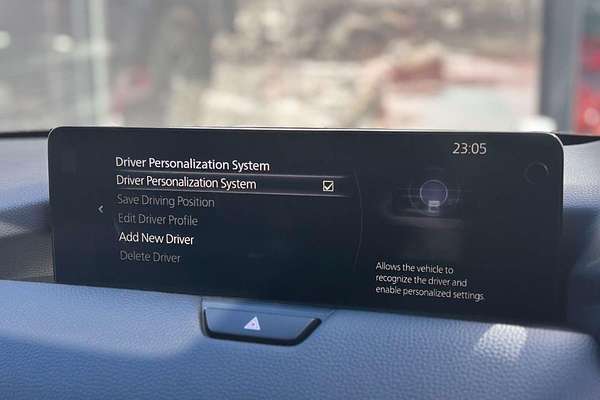 23:05
Driver Personalization System
Driver Personalization System
Save Driving Position
Edit Driver Profile
Add New Driver
Delete Driver
Allows the vehicle to
recognize the driver and
enable personalized settings.